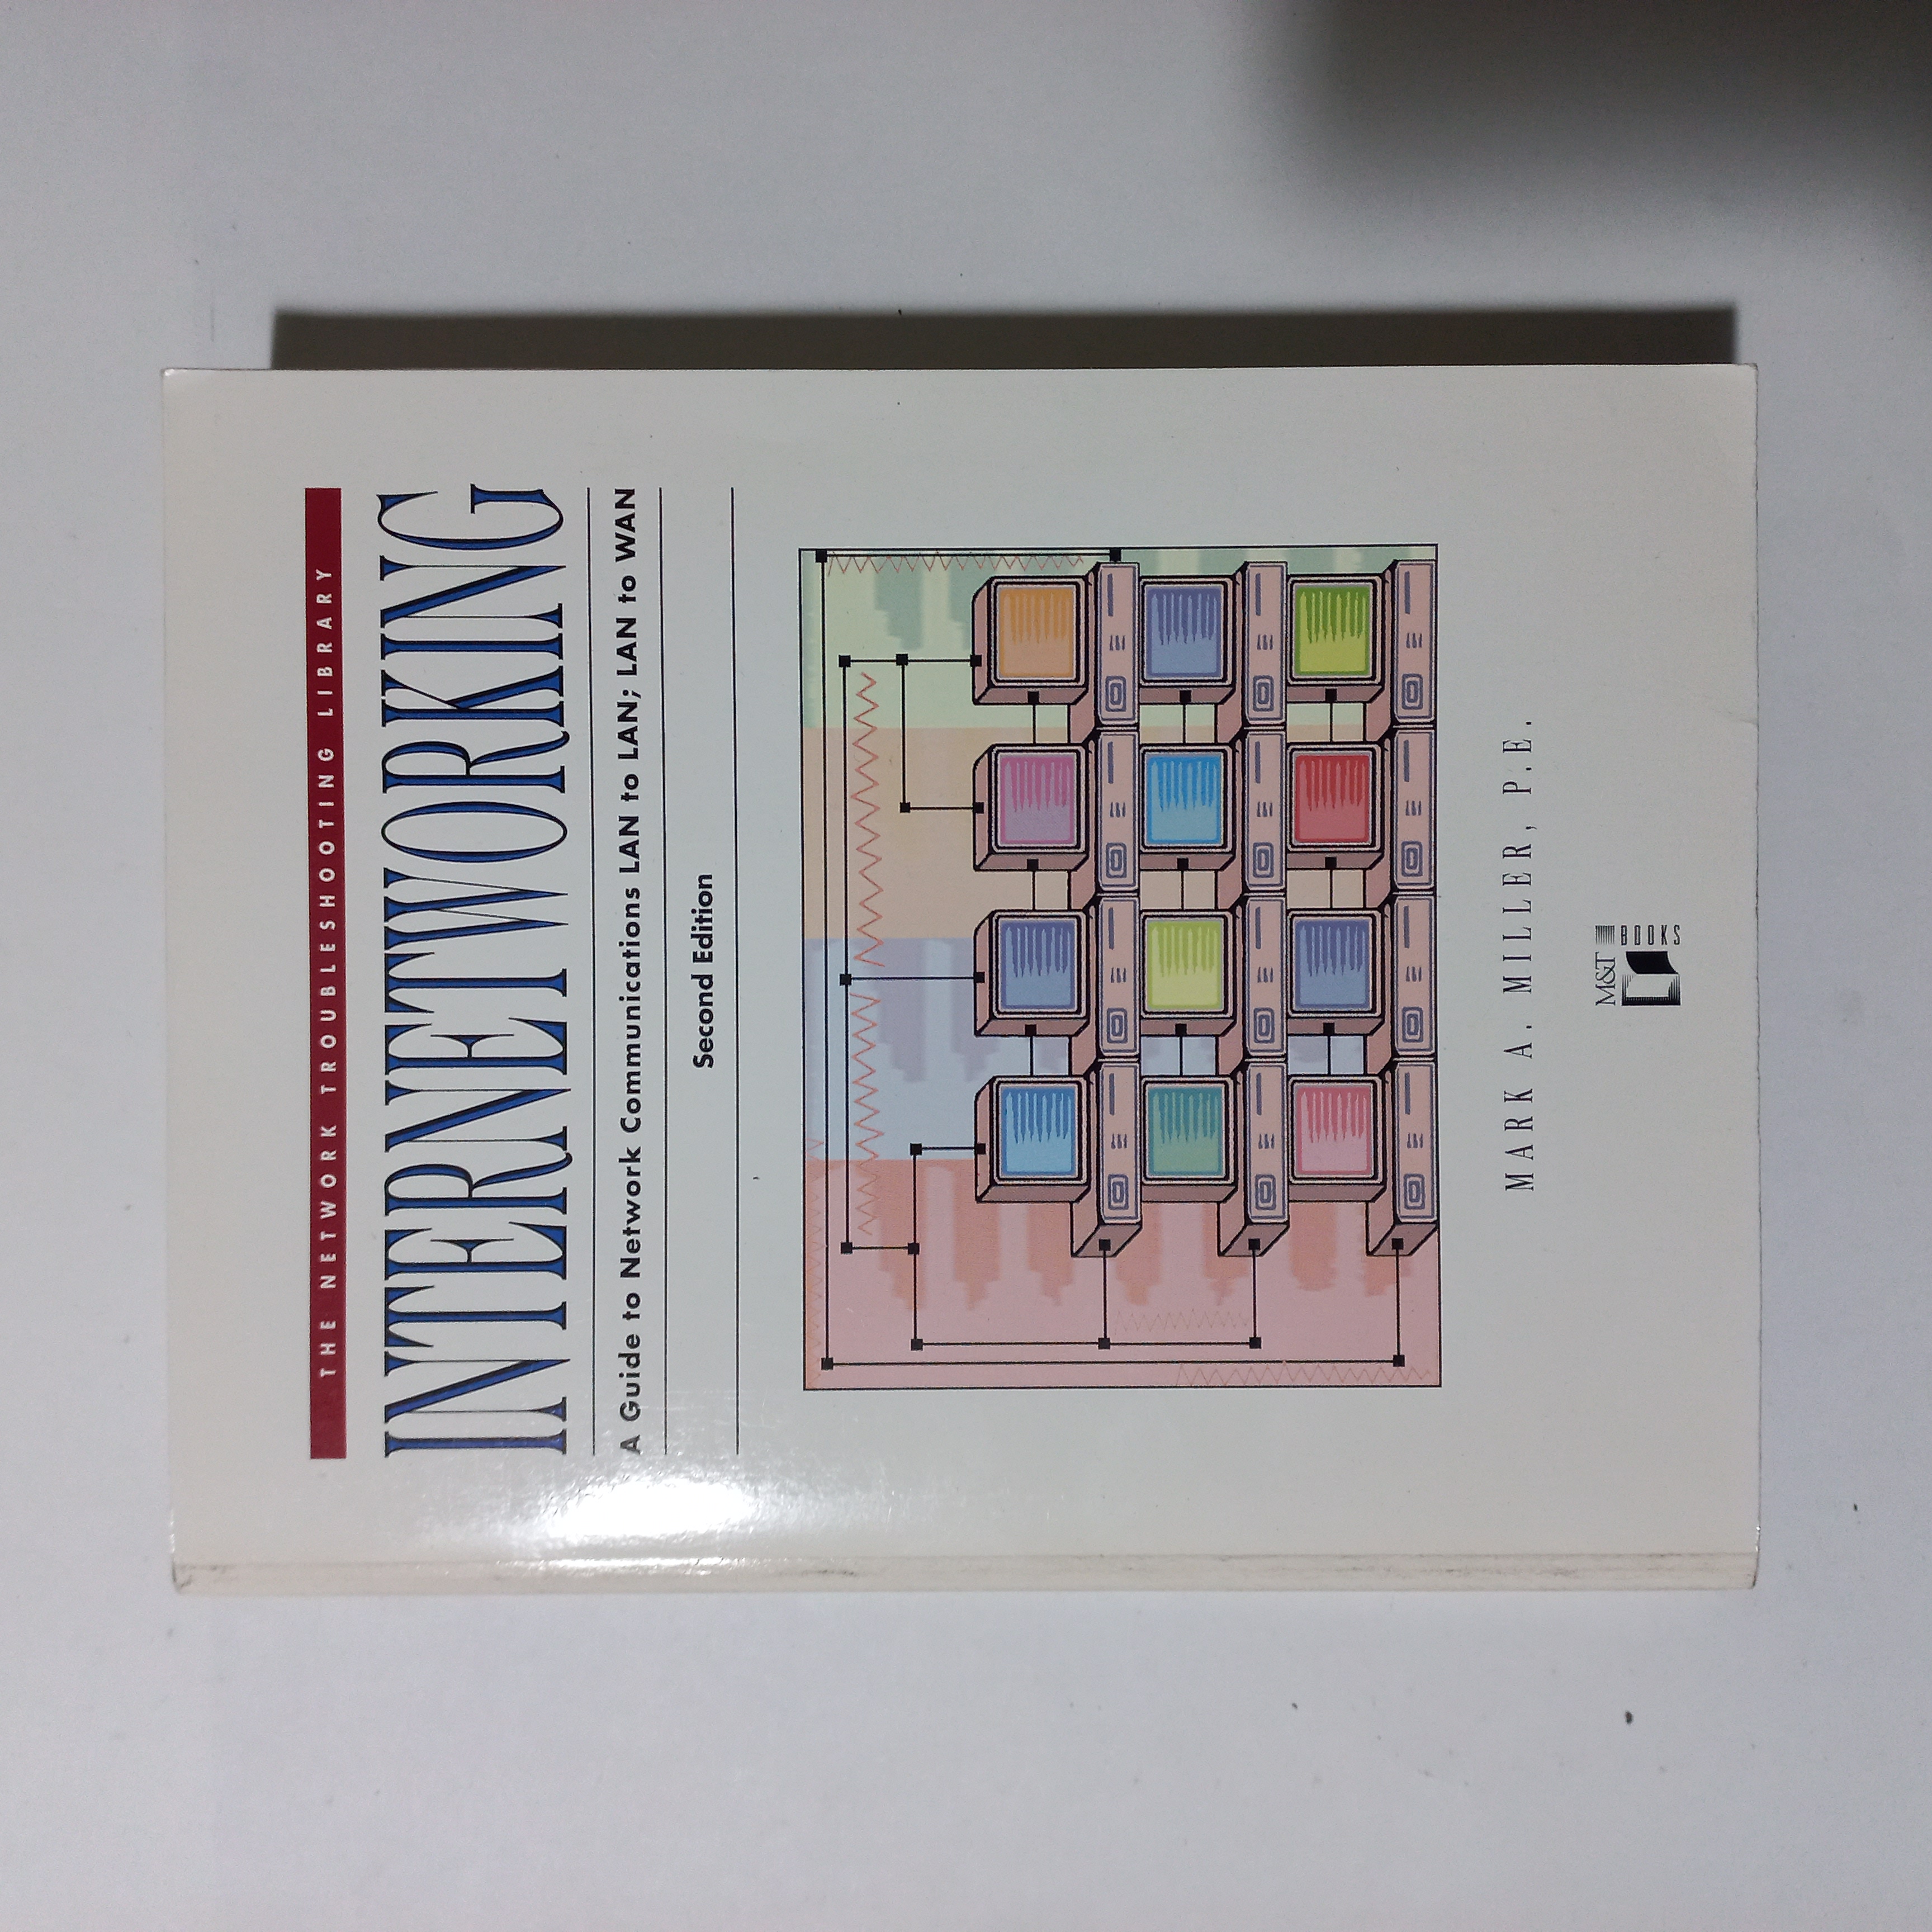 THE NETWORK TROUBLESHOOTING LIBRARY
INTERNETWORKING
A Guide to Network Communications LAN to LAN; LAN to WAN
Second Edition
MARK A. MILLER, P.E.
M&T
BOOKS